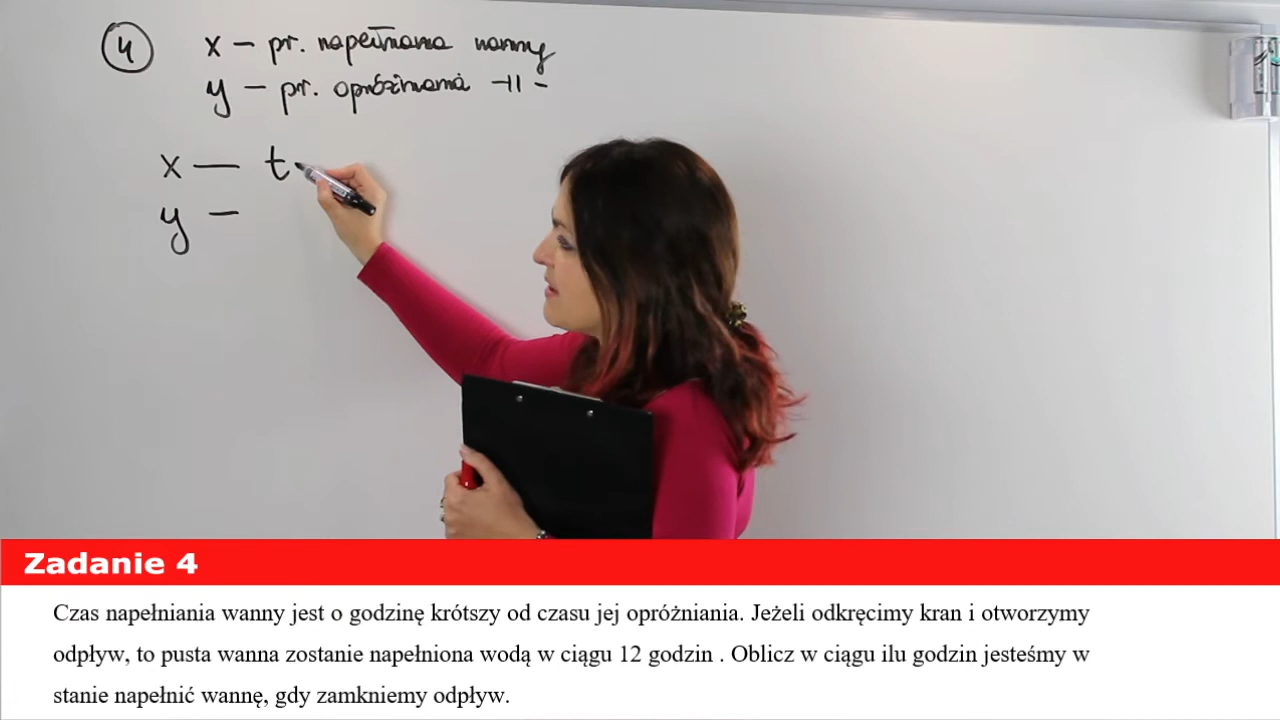 4 x – pr. napełniania wanny
y – pr. opróżniania -||-
x — t
y –
Zadanie 4
Czas napełniania wanny jest o godzinę krótszy od czasu jej opróżniania. Jeżeli odkręcimy kran i otworzymy
odpływ, to pusta wanna zostanie napełniona wodą w ciągu 12 godzin . Oblicz w ciągu ilu godzin jesteśmy w
stanie napełnić wannę, gdy zamkniemy odpływ.